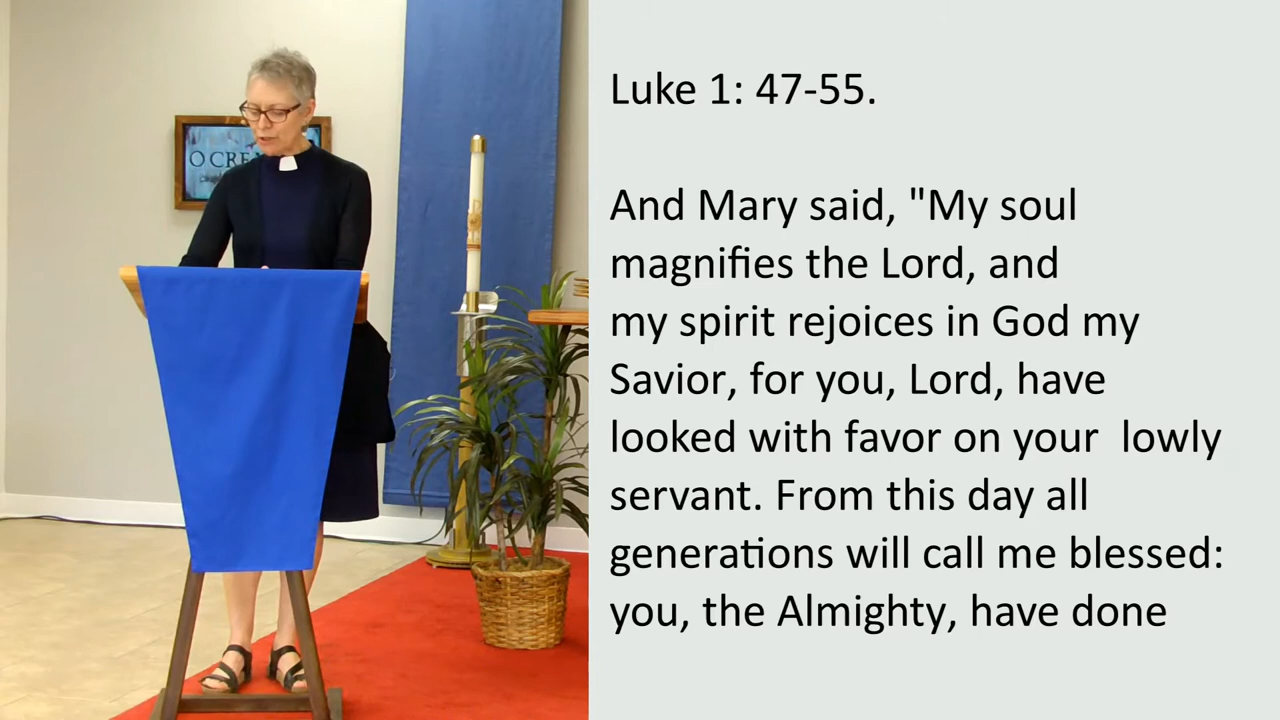 O CRE
Luke 1: 47-55.
And Mary said, "My soul
magnifies the Lord, and
my spirit rejoices in God my
Savior, for you, Lord, have
looked with favor on your  lowly
servant. From this day all
generations will call me blessed:
you, the Almighty, have done